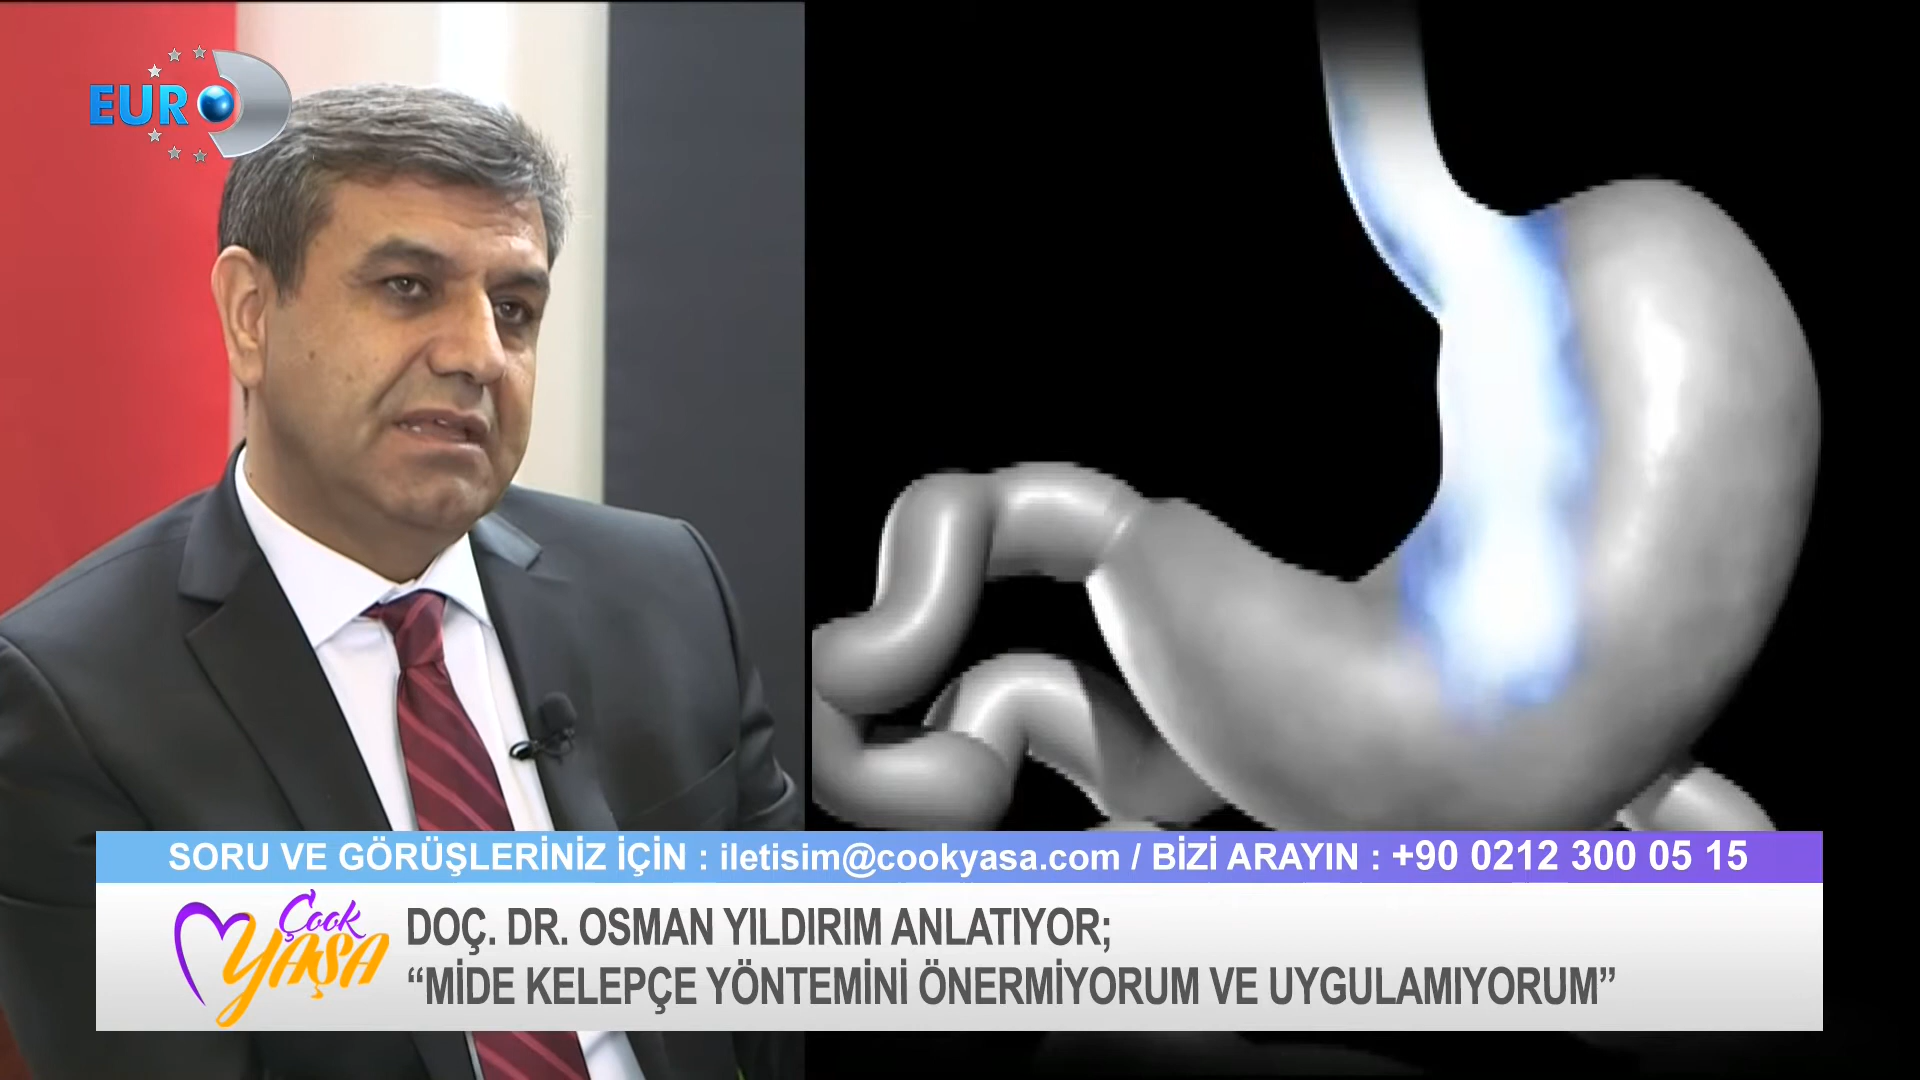 EURO D
SORU VE GÖRÜŞLERİNİZ İÇİN : iletisim@cookyasa.com / BİZİ ARAYIN : +90 0212 300 05 15
Çook
YAŞA
DOÇ. DR. OSMAN YILDIRIM ANLATIYOR;
“MİDE KELEPÇE YÖNTEMİNİ ÖNERMİYORUM VE UYGULAMIYORUM”